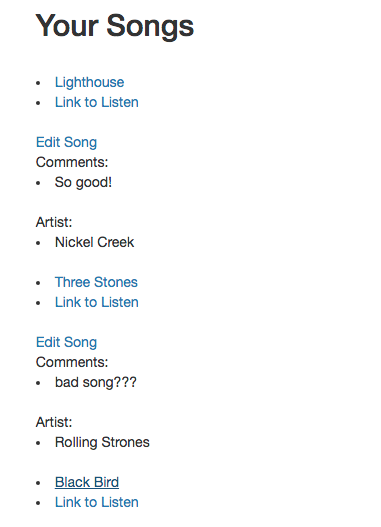 Your Songs
Lighthouse
Link to Listen
Edit Song
Comments:
So good!
Artist:
Nickel Creek
Three Stones
Link to Listen
Edit Song
Comments:
bad song???
Artist:
Rolling Strones
Black Bird
Link to Listen